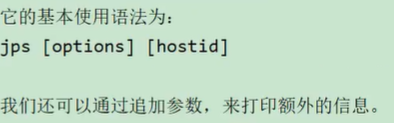 它的基本使用语法为：
jps [options] [hostid]
我们还可以通过追加参数，来打印额外的信息。